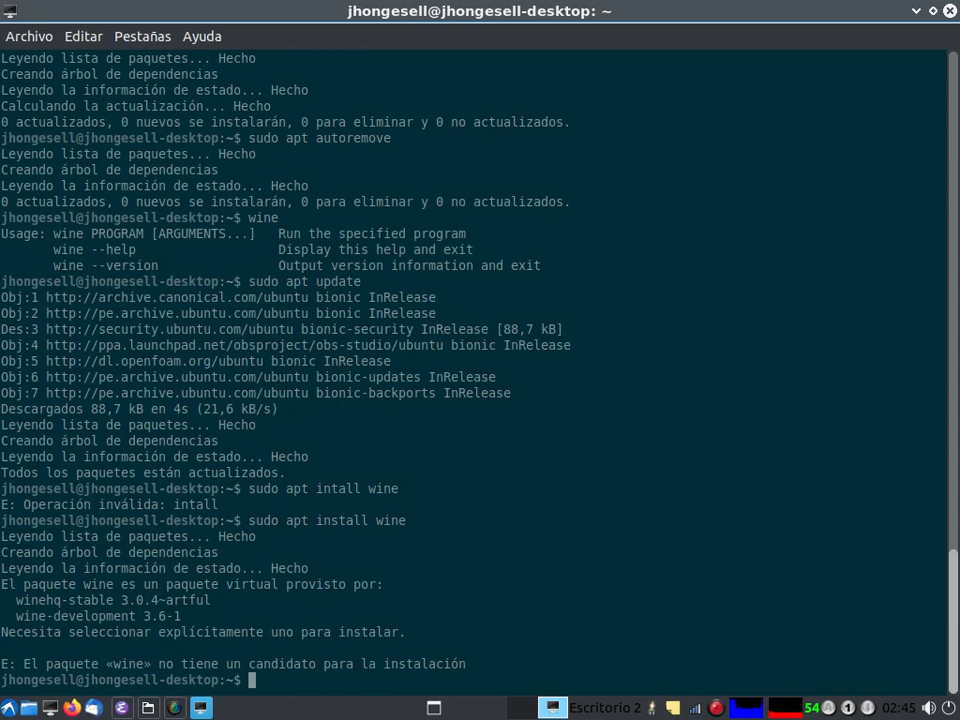 jhongesell@jhongesell-desktop: ~
Archivo Editar Pestañas Ayuda
Leyendo lista de paquetes... Hecho
Creando árbol de dependencias
Leyendo la información de estado... Hecho
Calculando la actualización... Hecho
0 actualizados, 0 nuevos se instalarán, 0 para eliminar y 0 no actualizados.
jhongesell@jhongesell-desktop:~$ sudo apt autoremove
Leyendo lista de paquetes... Hecho
Creando árbol de dependencias
Leyendo la información de estado... Hecho
0 actualizados, 0 nuevos se instalarán, 0 para eliminar y 0 no actualizados.
jhongesell@jhongesell-desktop:~$ wine
Usage: wine PROGRAM [ARGUMENTS...]   Run the specified program
       wine --help                   Display this help and exit
       wine --version                Output version information and exit
jhongesell@jhongesell-desktop:~$ sudo apt update
Obj:1 http://archive.canonical.com/ubuntu bionic InRelease
Obj:2 http://pe.archive.ubuntu.com/ubuntu bionic InRelease
Des:3 http://security.ubuntu.com/ubuntu bionic-security InRelease [88,7 kB]
Obj:4 http://ppa.launchpad.net/obsproject/obs-studio/ubuntu bionic InRelease
Obj:5 http://dl.openfoam.org/ubuntu bionic InRelease
Obj:6 http://pe.archive.ubuntu.com/ubuntu bionic-updates InRelease
Obj:7 http://pe.archive.ubuntu.com/ubuntu bionic-backports InRelease
Descargados 88,7 kB en 4s (21,6 kB/s)
Leyendo lista de paquetes... Hecho
Creando árbol de dependencias
Leyendo la información de estado... Hecho
Todos los paquetes están actualizados.
jhongesell@jhongesell-desktop:~$ sudo apt intall wine
E: Operación inválida: intall
jhongesell@jhongesell-desktop:~$ sudo apt install wine
Leyendo lista de paquetes... Hecho
Creando árbol de dependencias
Leyendo la información de estado... Hecho
El paquete wine es un paquete virtual provisto por:
  winehq-stable 3.0.4~artful
  wine-development 3.6-1
Necesita seleccionar explícitamente uno para instalar.
E: El paquete «wine» no tiene un candidato para la instalación
jhongesell@jhongesell-desktop:~$
Escritorio 2 54 A 1 02:45